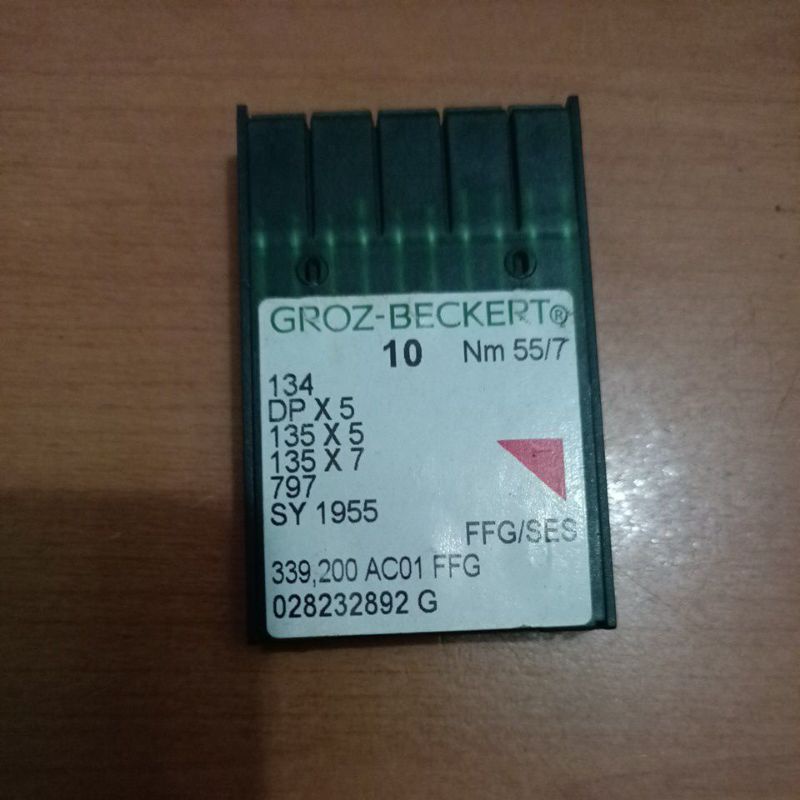 GROZ-BECKERT®
10 Nm 55/7
134
DP X 5
135 X 5
135 X 7
797
SY 1955
FFG/SES
339,200 AC01 FFG
028232892 G